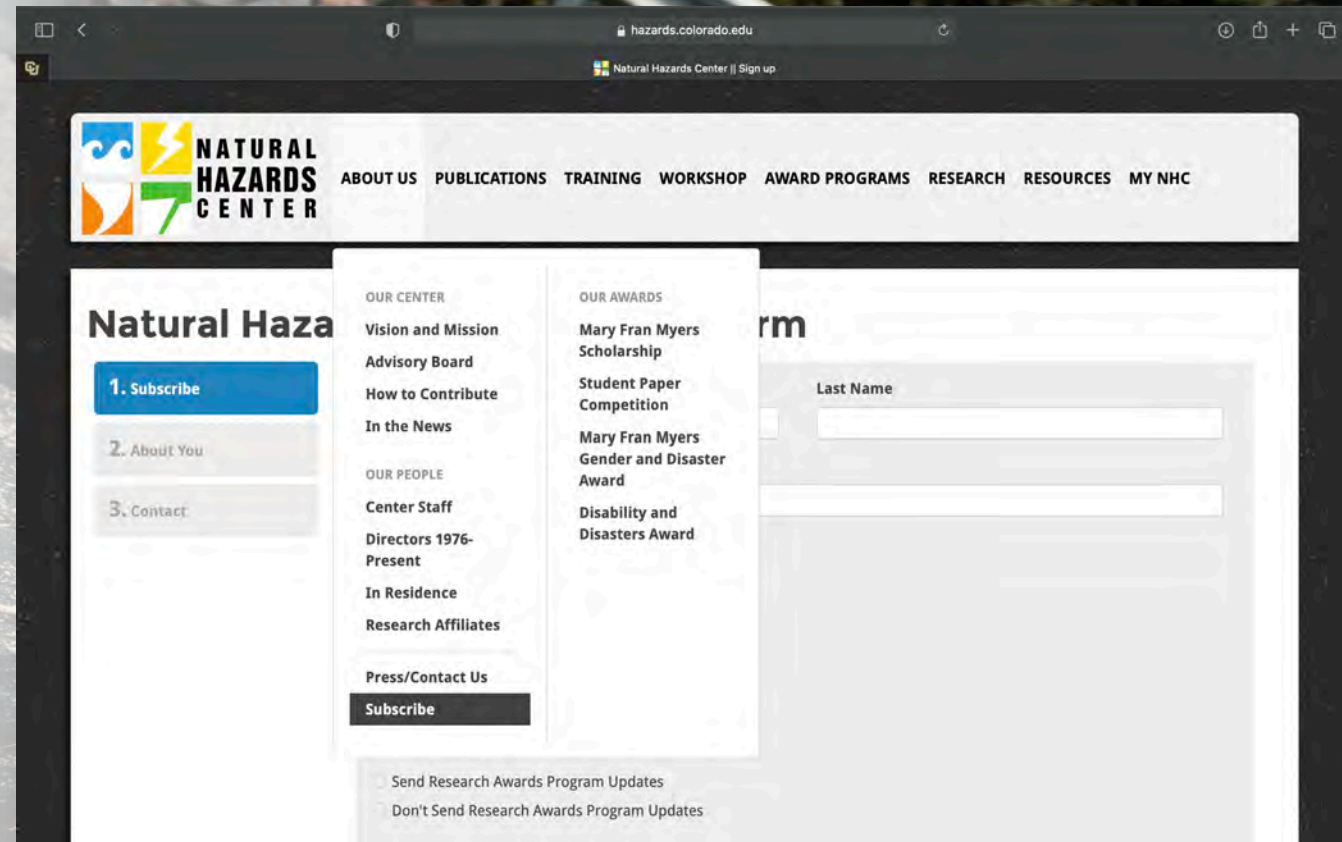 hazards.colorado.edu
Natural Hazards Center || Sign up
NATURAL
HAZARDS
CENTER
ABOUT US PUBLICATIONS TRAINING WORKSHOP AWARD PROGRAMS RESEARCH RESOURCES MY NHC
Natural Haza
rm
1. Subscribe
2. About You
3. Contact
OUR CENTER
Vision and Mission
Advisory Board
How to Contribute
In the News
OUR PEOPLE
Center Staff
Directors 1976-
Present
In Residence
Research Affiliates
Press/Contact Us
Subscribe
OUR AWARDS
Mary Fran Myers
Scholarship
Student Paper
Competition
Mary Fran Myers
Gender and Disaster
Award
Disability and
Disasters Award
Last Name
Send Research Awards Program Updates
Don't Send Research Awards Program Updates